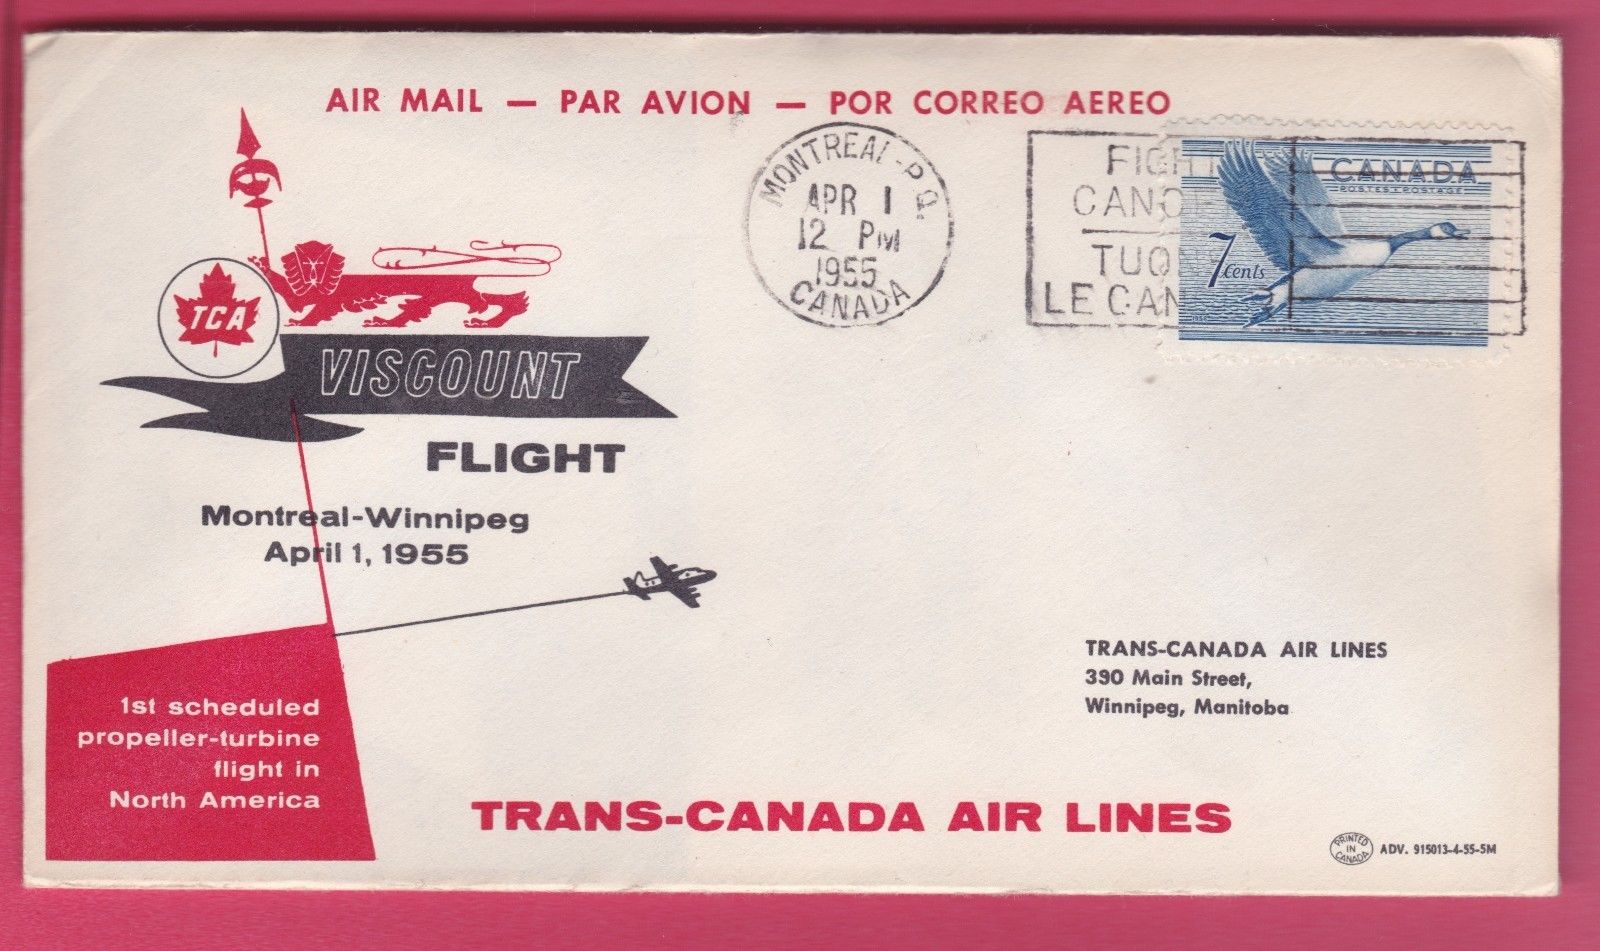 AIR MAIL — PAR AVION — POR CORREO AEREO
MONTREAL-P.Q.
APR 1
12 PM
1955
CANADA
FIGHT
TUO
LE CAN
CANADA
POSTES • POSTAGE
7 Cents
TCA
VISCOUNT
FLIGHT
Montreal-Winnipeg
April 1, 1955
TRANS-CANADA AIR LINES
390 Main Street,
Winnipeg, Manitoba
1st scheduled
propeller-turbine
flight in
North America
TRANS-CANADA AIR LINES
PRINTED
IN
CANADA
ADV. 915013-4-55-5M